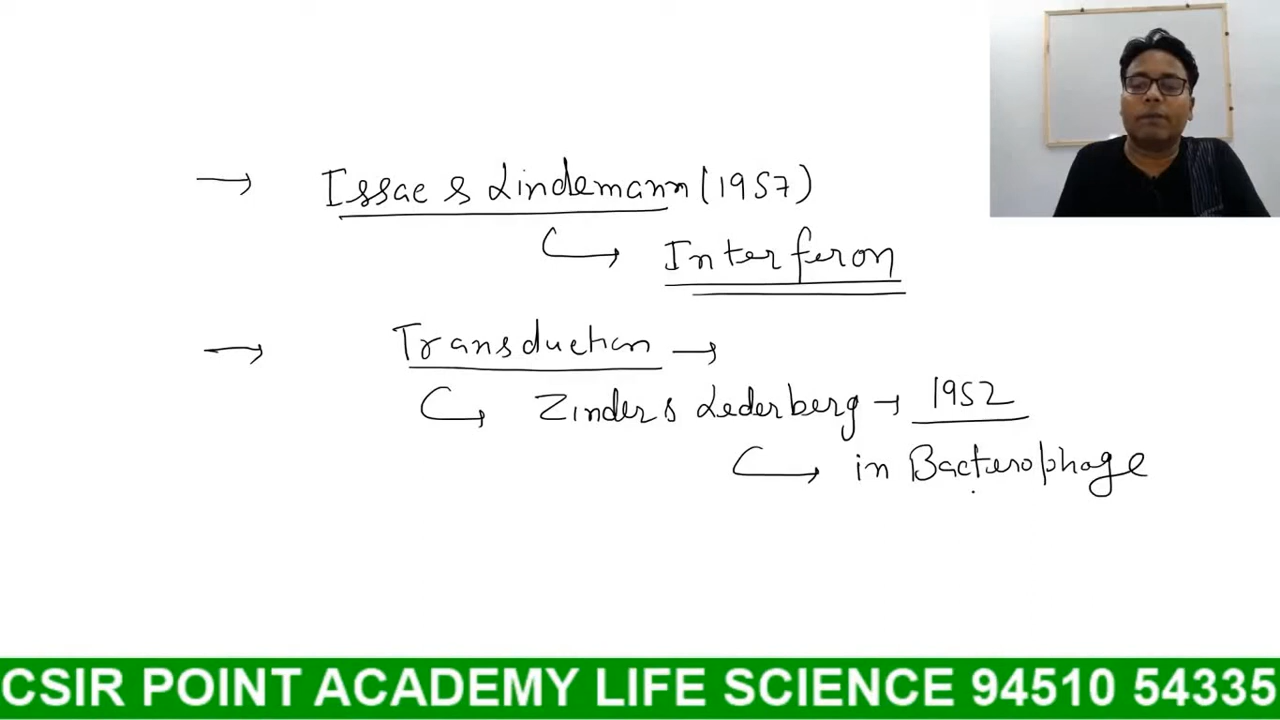 → Issac & Lindemann (1957)
↪ Interferon
→ Transduction →
↪ Zinder & Lederberg → 1952
↪ in Bacteriophage
CSIR POINT ACADEMY LIFE SCIENCE 94510 54335